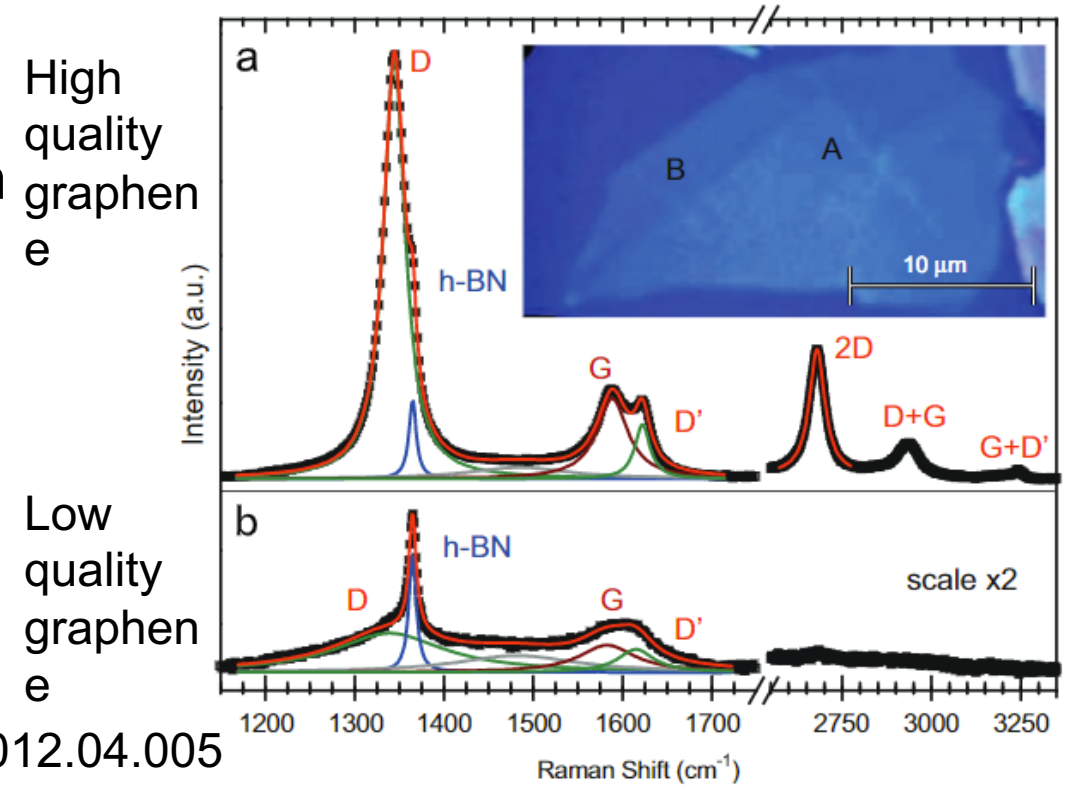 High
quality
graphen
e
Low
quality
graphen
e
012.04.005
a
D
h-BN
G
D’
2D
D+G
G+D’
B
A
10 μm
Intensity (a.u.)
b
D
h-BN
G
D’
scale x2
1200 1300 1400 1500 1600 1700 2750 3000 3250
Raman Shift (cm⁻¹)